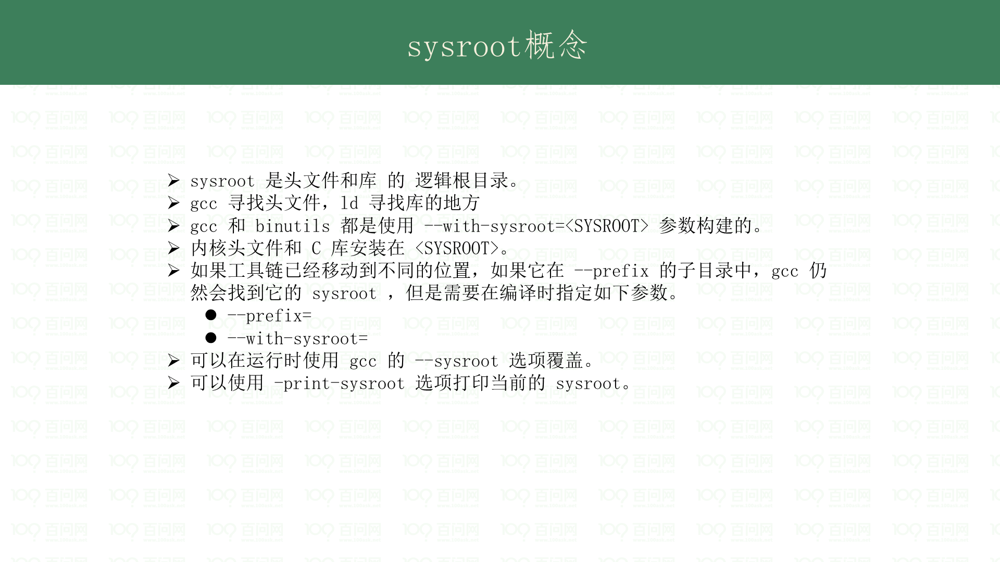 sysroot概念
sysroot 是头文件和库 的 逻辑根目录。
gcc 寻找头文件，ld 寻找库的地方
gcc 和 binutils 都是使用 --with-sysroot=<SYSROOT> 参数构建的。
内核头文件和 C 库安装在 <SYSROOT>。
如果工具链已经移动到不同的位置，如果它在 --prefix 的子目录中，gcc 仍
然会找到它的 sysroot ，但是需要在编译时指定如下参数。
--prefix=
--with-sysroot=
可以在运行时使用 gcc 的 --sysroot 选项覆盖。
可以使用 -print-sysroot 选项打印当前的 sysroot。